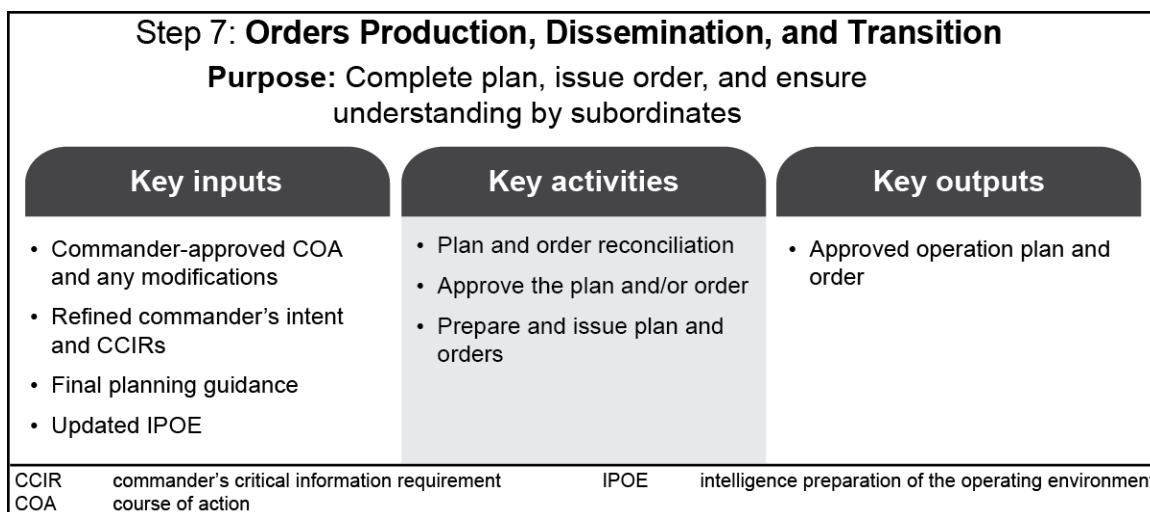 Step 7: Orders Production, Dissemination, and Transition
Purpose: Complete plan, issue order, and ensure
understanding by subordinates
Key inputs
• Commander-approved COA
and any modifications
• Refined commander’s intent
and CCIRs
• Final planning guidance
• Updated IPOE
Key activities
• Plan and order reconciliation
• Approve the plan and/or order
• Prepare and issue plan and
orders
Key outputs
• Approved operation plan and
order
CCIR commander’s critical information requirement
COA course of action
IPOE intelligence preparation of the operating environment